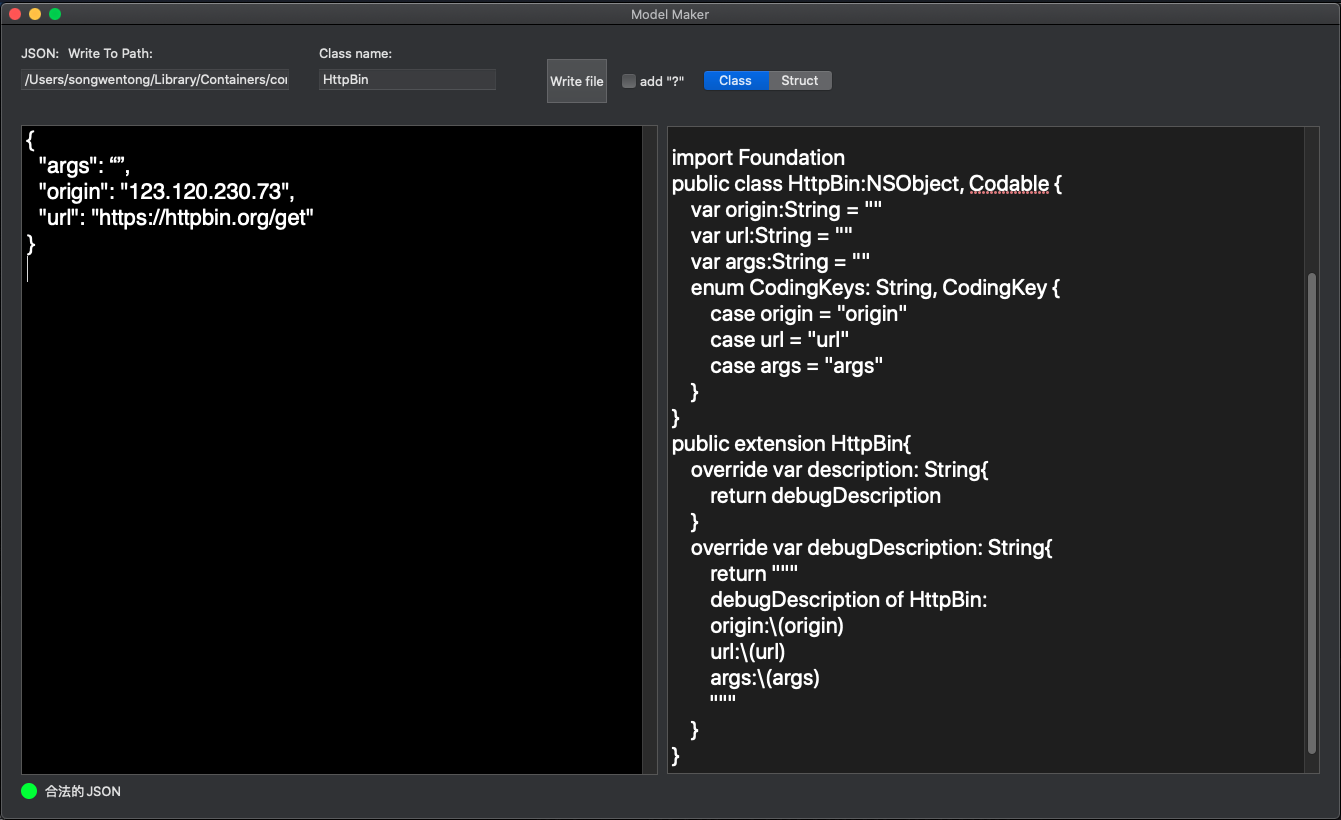 Model Maker
JSON: Write To Path:
Class name:
/Users/songwentong/Library/Containers/cor
HttpBin
Write file
add "?"
Class
Struct
{
"args": “”,
"origin": "123.120.230.73",
"url": "https://httpbin.org/get"
}
import Foundation
public class HttpBin:NSObject, Codable {
var origin:String = ""
var url:String = ""
var args:String = ""
enum CodingKeys: String, CodingKey {
case origin = "origin"
case url = "url"
case args = "args"
}
}
public extension HttpBin{
override var description: String{
return debugDescription
}
override var debugDescription: String{
return """
debugDescription of HttpBin:
origin:\(origin)
url:\(url)
args:\(args)
"""
}
}
合法的 JSON